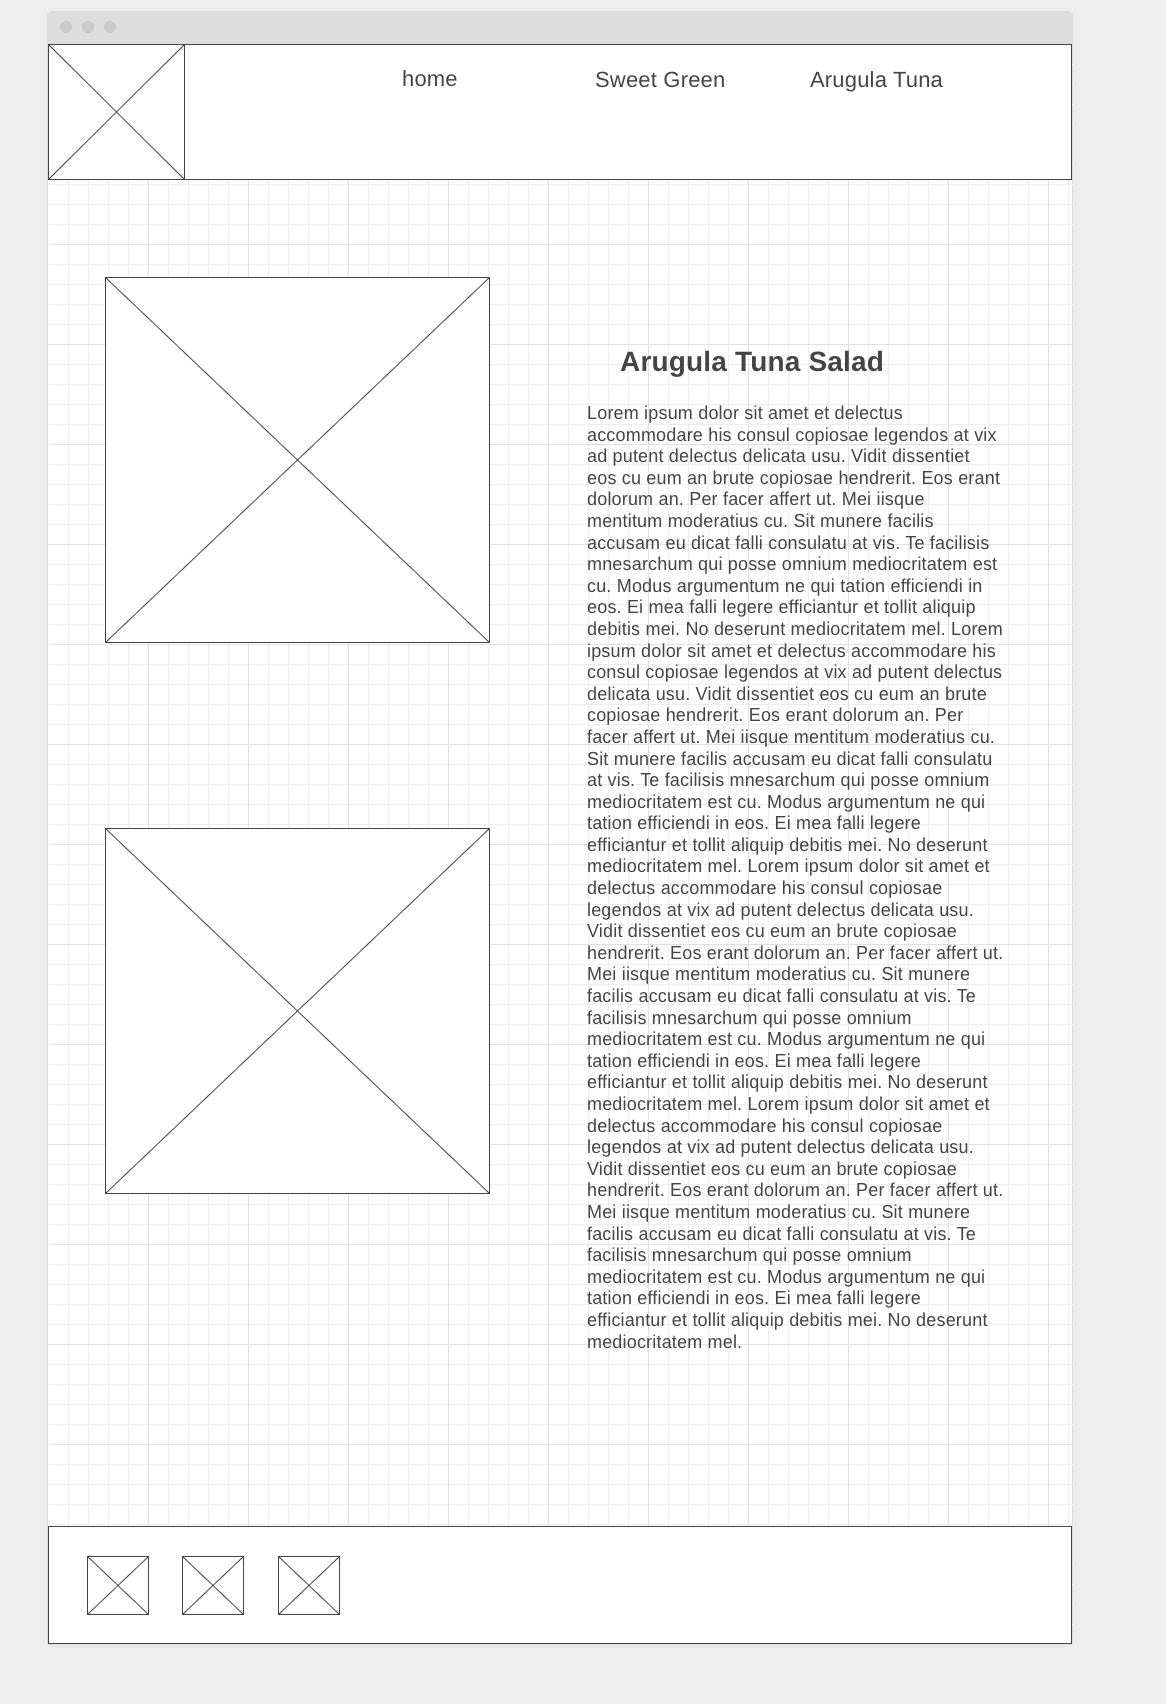 home Sweet Green Arugula Tuna
Arugula Tuna Salad
Lorem ipsum dolor sit amet et delectus
accommodare his consul copiosae legendos at vix
ad putent delectus delicata usu. Vidit dissentiet
eos cu eum an brute copiosae hendrerit. Eos erant
dolorum an. Per facer affert ut. Mei iisque
mentitum moderatius cu. Sit munere facilis
accusam eu dicat falli consulatu at vis. Te facilisis
mnesarchum qui posse omnium mediocritatem est
cu. Modus argumentum ne qui tation efficiendi in
eos. Ei mea falli legere efficiantur et tollit aliquip
debitis mei. No deserunt mediocritatem mel. Lorem
ipsum dolor sit amet et delectus accommodare his
consul copiosae legendos at vix ad putent delectus
delicata usu. Vidit dissentiet eos cu eum an brute
copiosae hendrerit. Eos erant dolorum an. Per
facer affert ut. Mei iisque mentitum moderatius cu.
Sit munere facilis accusam eu dicat falli consulatu
at vis. Te facilisis mnesarchum qui posse omnium
mediocritatem est cu. Modus argumentum ne qui
tation efficiendi in eos. Ei mea falli legere
efficiantur et tollit aliquip debitis mei. No deserunt
mediocritatem mel. Lorem ipsum dolor sit amet et
delectus accommodare his consul copiosae
legendos at vix ad putent delectus delicata usu.
Vidit dissentiet eos cu eum an brute copiosae
hendrerit. Eos erant dolorum an. Per facer affert ut.
Mei iisque mentitum moderatius cu. Sit munere
facilis accusam eu dicat falli consulatu at vis. Te
facilisis mnesarchum qui posse omnium
mediocritatem est cu. Modus argumentum ne qui
tation efficiendi in eos. Ei mea falli legere
efficiantur et tollit aliquip debitis mei. No deserunt
mediocritatem mel. Lorem ipsum dolor sit amet et
delectus accommodare his consul copiosae
legendos at vix ad putent delectus delicata usu.
Vidit dissentiet eos cu eum an brute copiosae
hendrerit. Eos erant dolorum an. Per facer affert ut.
Mei iisque mentitum moderatius cu. Sit munere
facilis accusam eu dicat falli consulatu at vis. Te
facilisis mnesarchum qui posse omnium
mediocritatem est cu. Modus argumentum ne qui
tation efficiendi in eos. Ei mea falli legere
efficiantur et tollit aliquip debitis mei. No deserunt
mediocritatem mel.